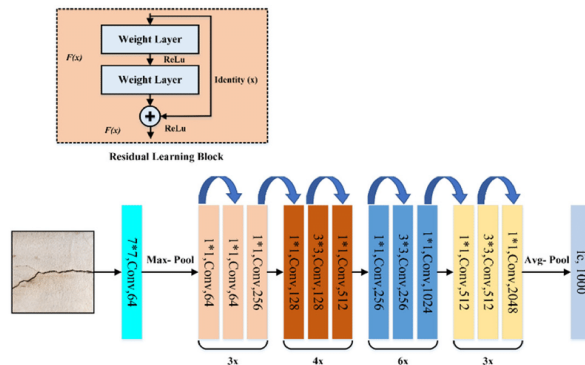 F(x)
Weight Layer
ReLu
Weight Layer
Identity (x)
+
F(x)
ReLu
Residual Learning Block
7*7,Conv,64
Max- Pool
1*1,Conv,64
1*1,Conv,64
1*1,Conv,256
1*1,Conv,128
3*3,Conv,128
1*1,Conv,512
1*1,Conv,256
3*3,Conv,256
1*1,Conv,1024
1*1,Conv,512
3*3,Conv,512
1*1,Conv,2048
Avg- Pool
fc, 1000
3x
4x
6x
3x